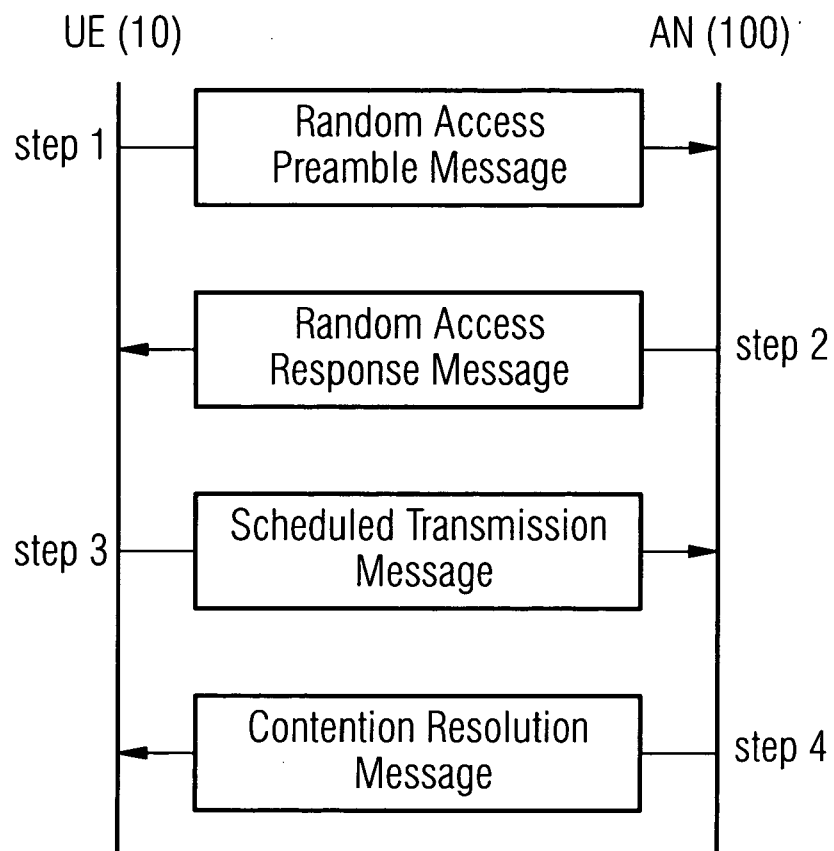 UE (10)
AN (100)
step 1
Random Access
Preamble Message
Random Access
Response Message
step 2
step 3
Scheduled Transmission
Message
Contention Resolution
Message
step 4